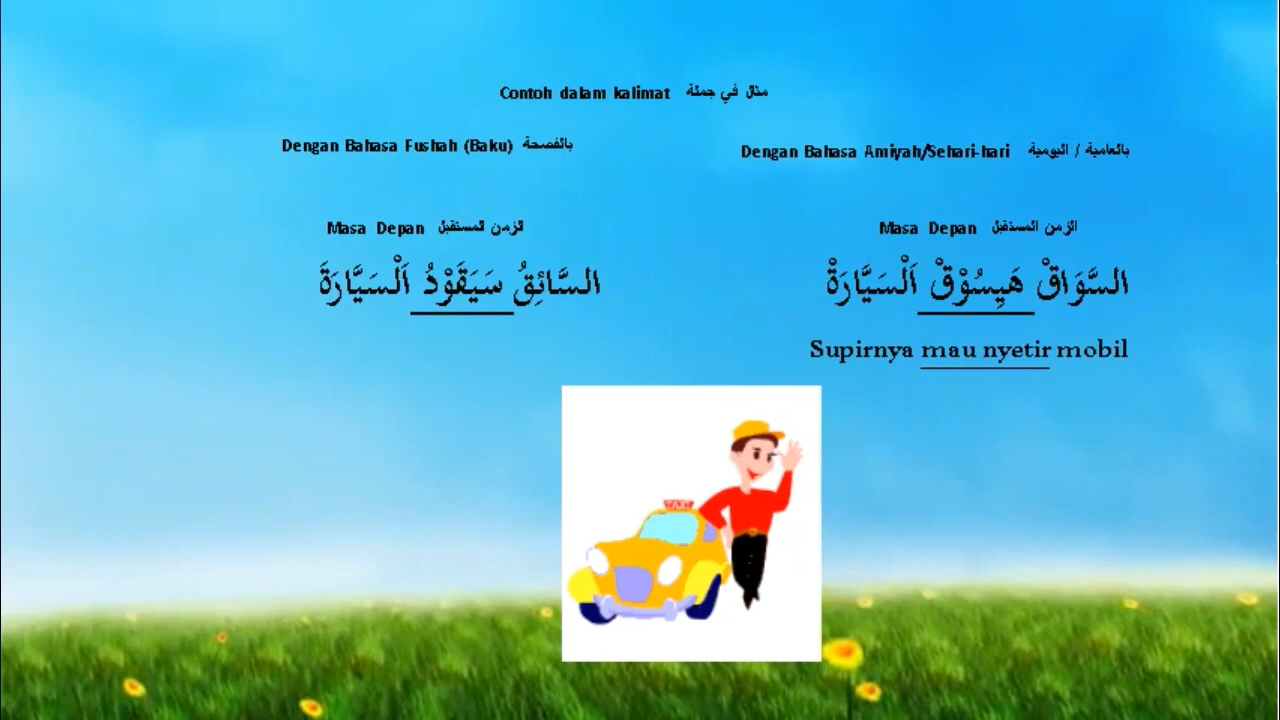 Contoh dalam kalimat مثال في جملة
Dengan Bahasa Fushah (Baku) بالفصحة
Dengan Bahasa Amiyah/Sehari-hari بالعامية / اليومية
Masa Depan الزمن المستقبل
Masa Depan الزمن المستقبل
السَّائِقُ سَيَقَوْدُ اَلْسَيَّارَةَ
السَّوَاقْ هَيِسُوْقْ اَلْسَيَّارَةْ
Supirnya mau nyetir mobil
TAXI